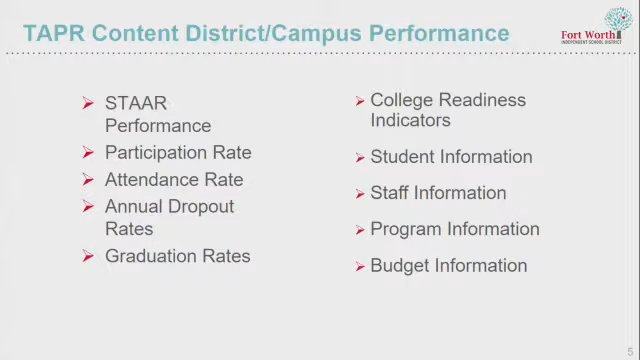 TAPR Content District/Campus Performance
Fort Worth
INDEPENDENT SCHOOL DISTRICT
STAAR
Performance
Participation Rate
Attendance Rate
Annual Dropout
Rates
Graduation Rates
College Readiness
Indicators
Student Information
Staff Information
Program Information
Budget Information
5